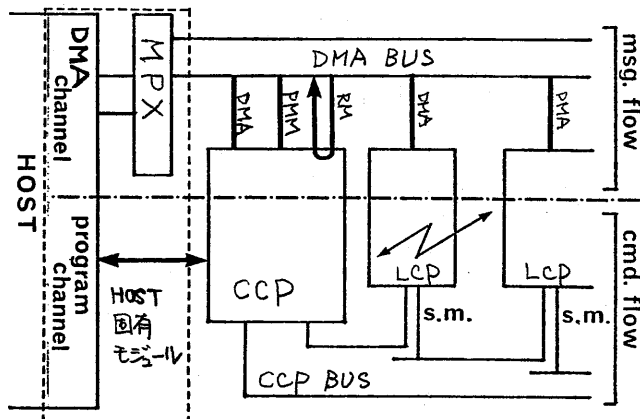 HOST
DMA channel
program channel
MPX
DMA BUS
msg. flow
DMA
PMM
RM
DMA
DMA
CCP
LCP
LCP
HOST
固有
モジュール
s.m.
s.m.
CCP BUS
cmd. flow